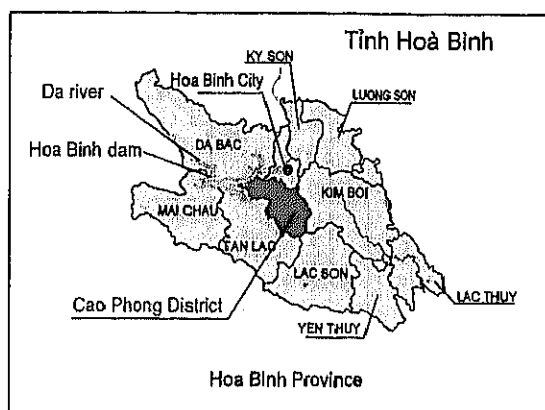 Tỉnh Hoà Bình
KY SON
Hoa Binh City
Da river
LUONG SON
DA BAC
Hoa Binh dam
KIM BOI
MAI CHAU
TAN LAC
LAC SON
Cao Phong District
LAC THUY
YEN THUY
Hoa Binh Province